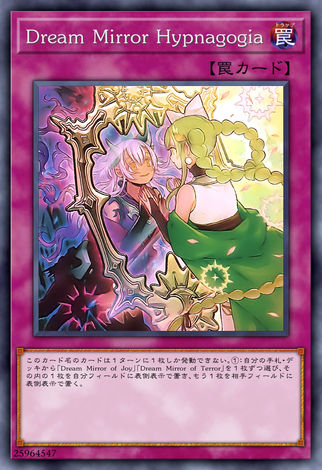 Dream Mirror Hypnagogia
トラップ
罠
【罠カード】
このカード名のカードは1ターンに1枚しか発動できない。①：自分の手札・デ
ッキから「Dream Mirror of Joy」「Dream Mirror of Terror」を1枚ずつ選び、そ
の内の1枚を自分フィールドに表側表示で置き、もう1枚を相手フィールドに
表側表示で置く。
25964547